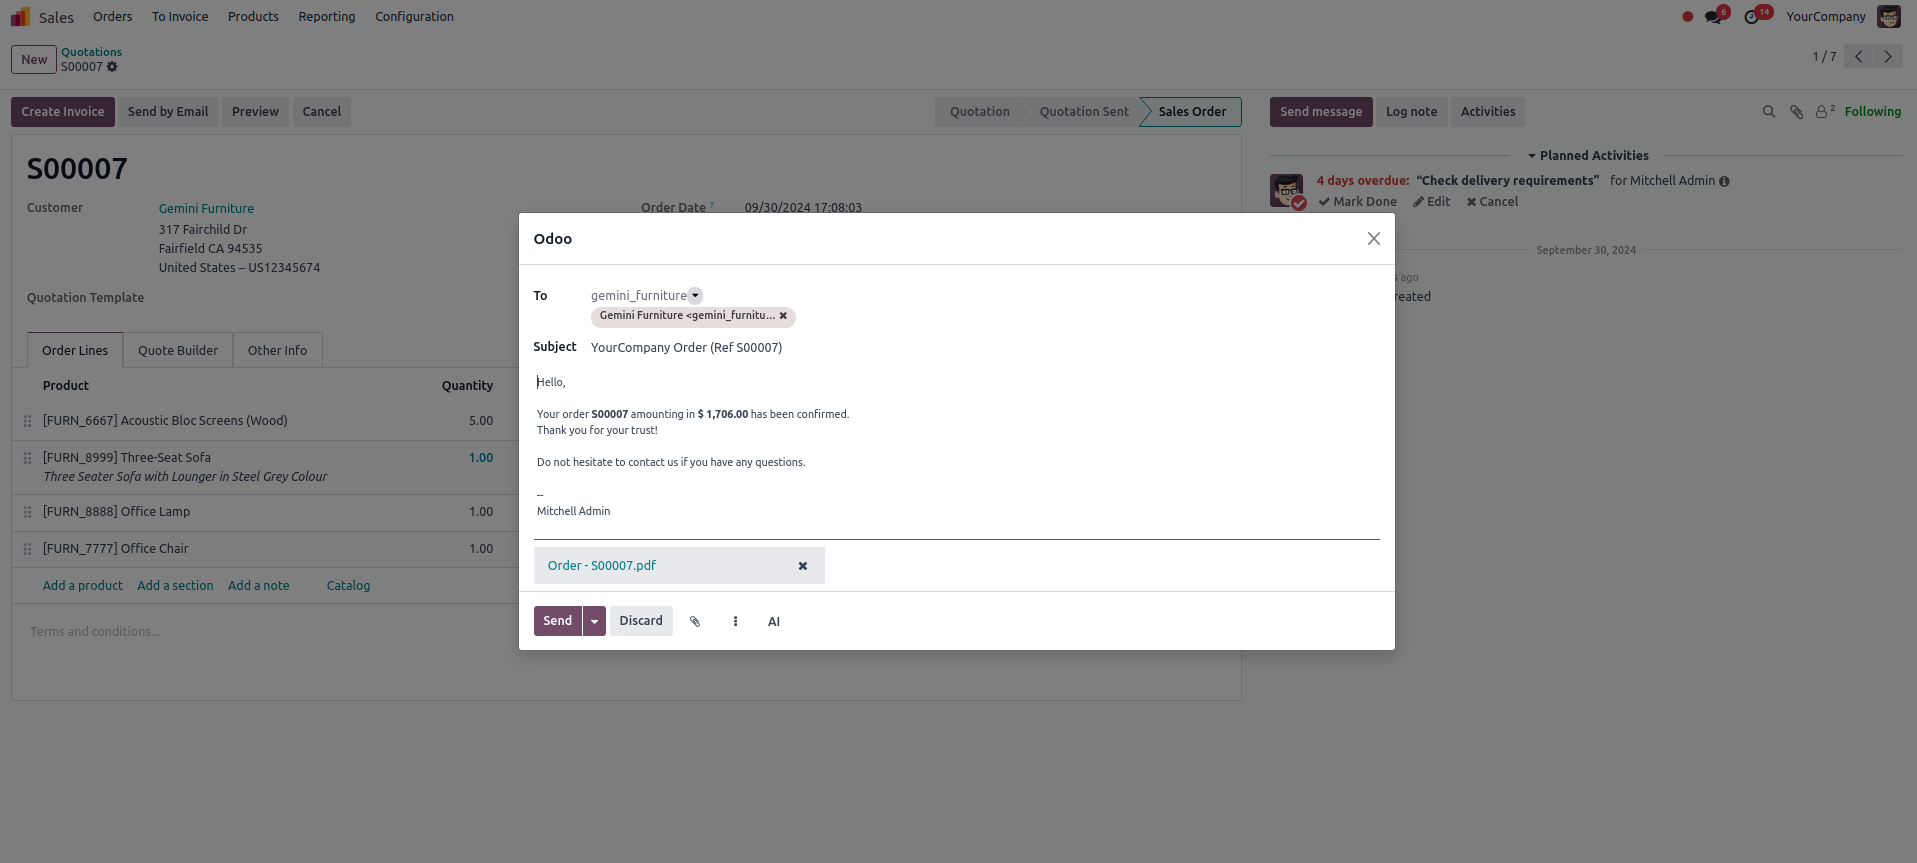 Sales Orders To Invoice Products Reporting Configuration 6 14 YourCompany
New Quotations
S00007
1 / 7
Create Invoice Send by Email Preview Cancel Quotation Quotation Sent Sales Order Send message Log note Activities 2 Following
Planned Activities
S00007
4 days overdue: “Check delivery requirements” for Mitchell Admin
Mark Done Edit Cancel
Customer Gemini Furniture Order Date ? 09/30/2024 17:08:03
317 Fairchild Dr
Fairfield CA 94535
United States – US12345674
September 30, 2024
s ago
reated
Quotation Template
Order Lines Quote Builder Other Info
Product Quantity
[FURN_6667] Acoustic Bloc Screens (Wood) 5.00
[FURN_8999] Three-Seat Sofa 1.00
Three Seater Sofa with Lounger in Steel Grey Colour
[FURN_8888] Office Lamp 1.00
[FURN_7777] Office Chair 1.00
Add a product Add a section Add a note Catalog
Terms and conditions...
Odoo
To gemini_furniture
Gemini Furniture <gemini_furnitu...
Subject YourCompany Order (Ref S00007)
Hello,
Your order S00007 amounting in $ 1,706.00 has been confirmed.
Thank you for your trust!
Do not hesitate to contact us if you have any questions.
--
Mitchell Admin
Order - S00007.pdf
Send Discard AI